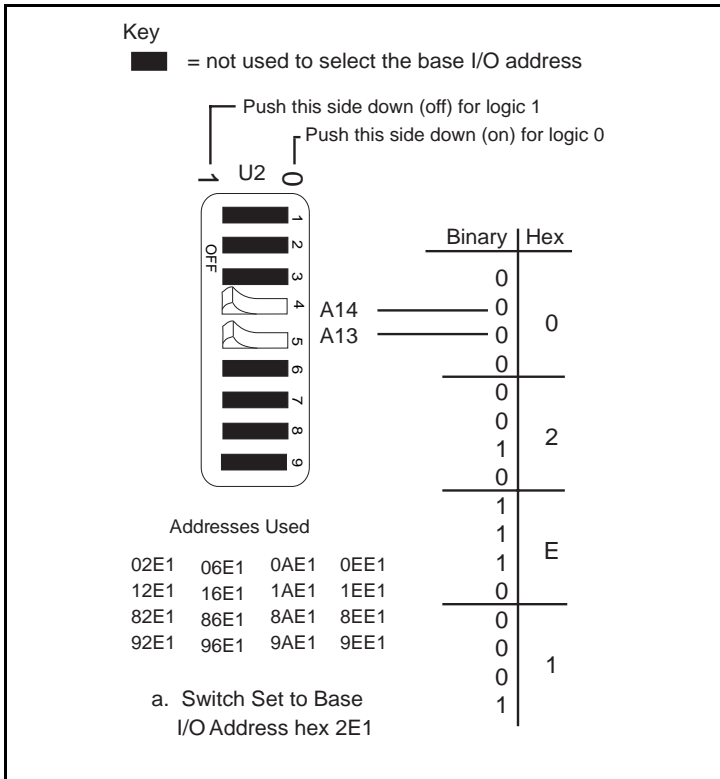 Key
= not used to select the base I/O address
Push this side down (off) for logic 1
Push this side down (on) for logic 0
1 U2 0
OFF
1
2
3
4
5
6
7
8
9
A14
A13
Binary Hex
0
0
0
0
0
0
0
1
0
2
1
1
1
0
E
0
0
0
1
1
Addresses Used
02E1 06E1 0AE1 0EE1
12E1 16E1 1AE1 1EE1
82E1 86E1 8AE1 8EE1
92E1 96E1 9AE1 9EE1
a. Switch Set to Base
I/O Address hex 2E1